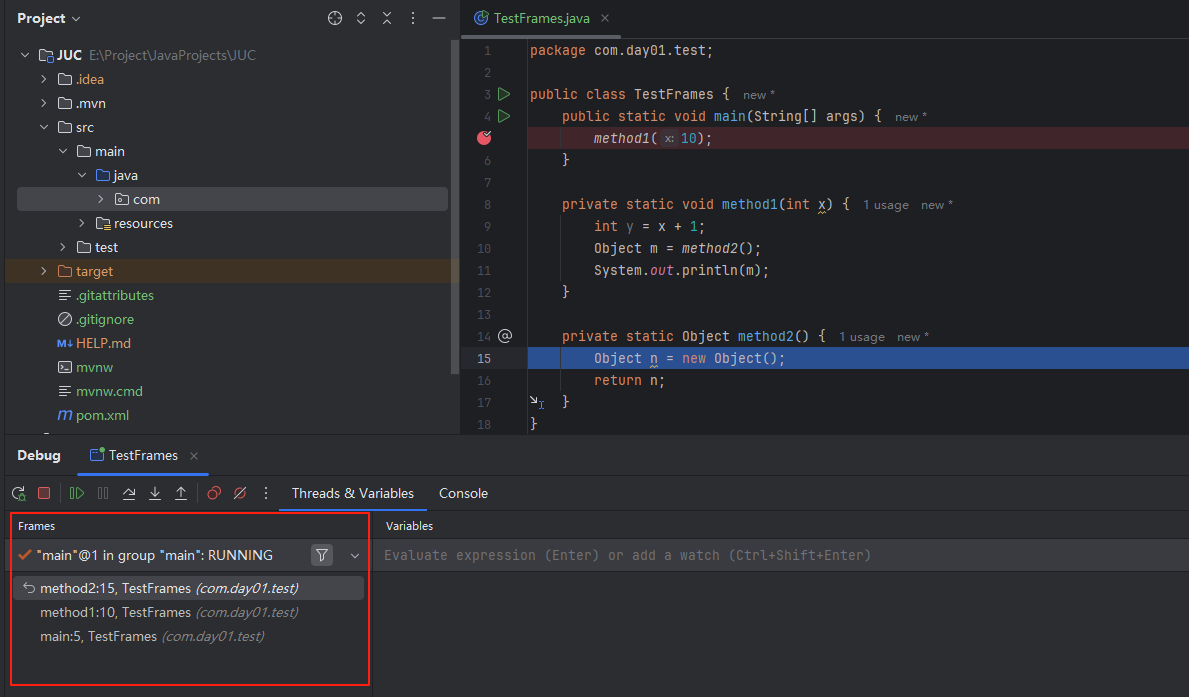 Project
JUC E:\Project\JavaProjects\JUC
.idea
.mvn
src
main
java
com
resources
test
target
.gitattributes
.gitignore
M↓ HELP.md
mvnw
mvnw.cmd
m pom.xml
TestFrames.java
1 package com.day01.test;
2
3 public class TestFrames { new *
4 public static void main(String[] args) { new *
method1( x: 10);
6 }
7
8 private static void method1(int x) { 1 usage new *
9 int y = x + 1;
10 Object m = method2();
11 System.out.println(m);
12 }
13
14 @ private static Object method2() { 1 usage new *
15 Object n = new Object();
16 return n;
17 }
18 }
Debug TestFrames
Threads & Variables Console
Frames
"main"@1 in group "main": RUNNING
method2:15, TestFrames (com.day01.test)
method1:10, TestFrames (com.day01.test)
main:5, TestFrames (com.day01.test)
Variables
Evaluate expression (Enter) or add a watch (Ctrl+Shift+Enter)